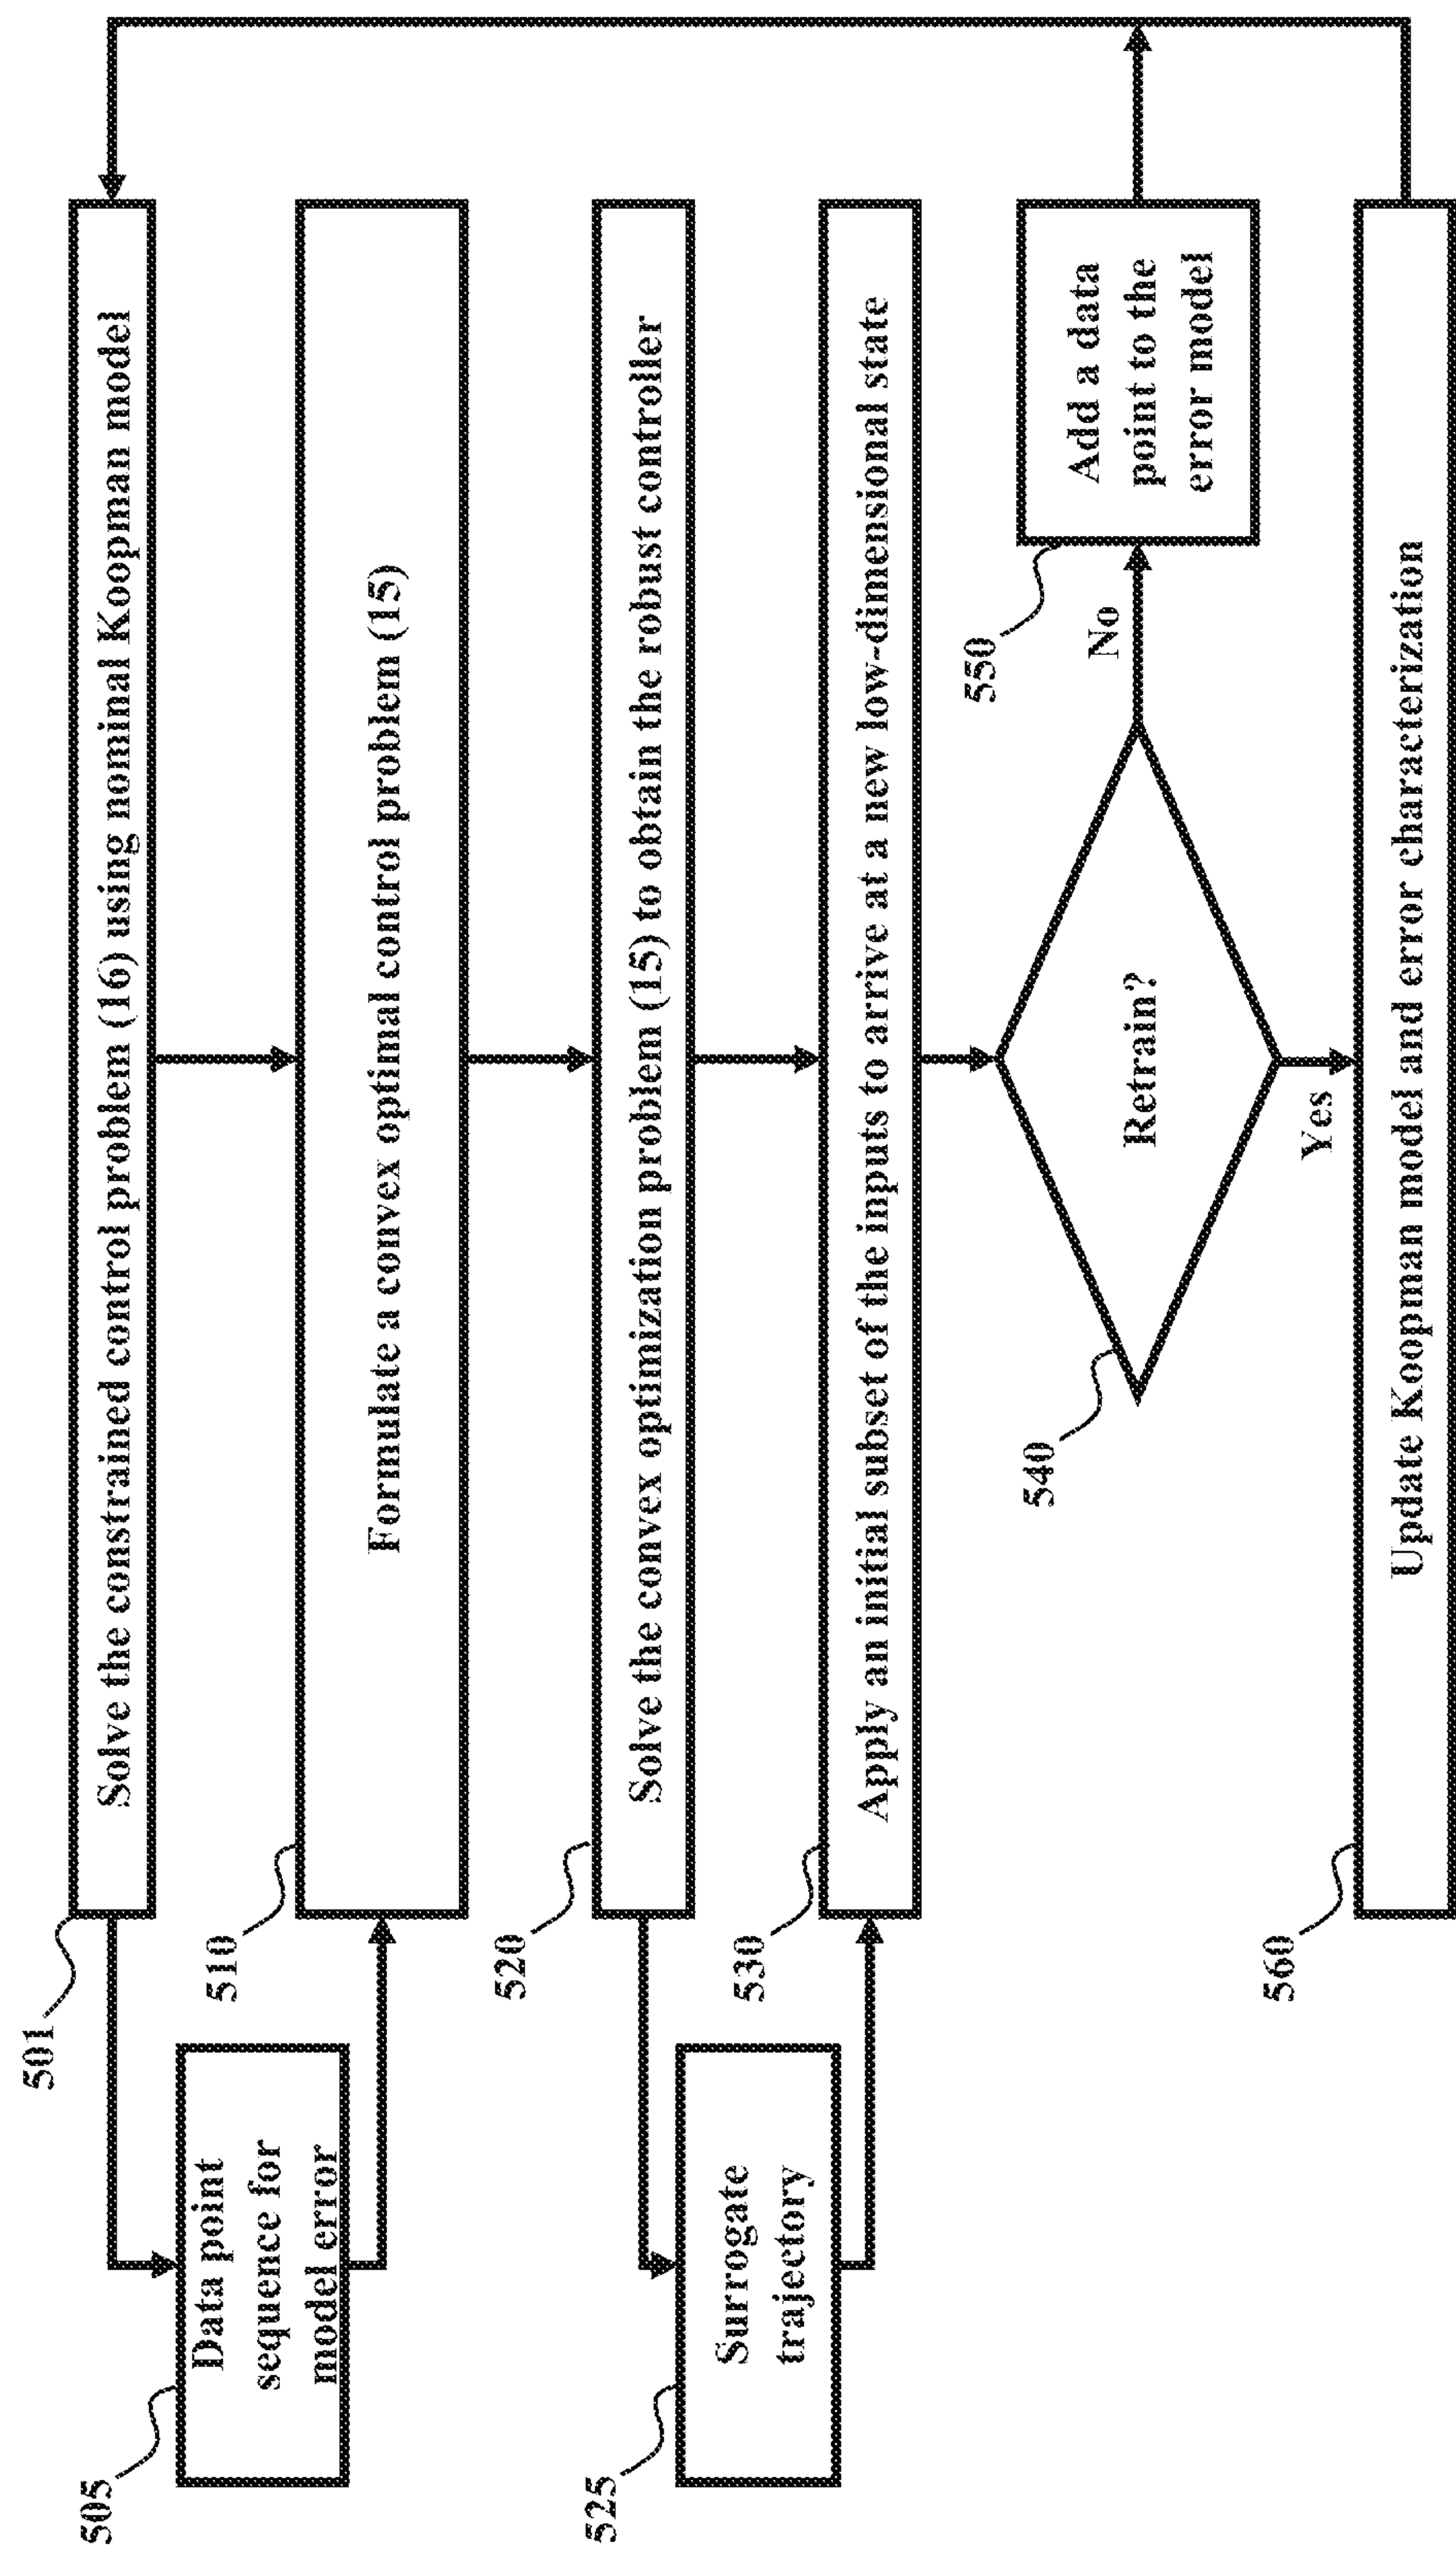 501
Solve the constrained control problem (16) using nominal Koopman model
505
Data point
sequence for
model error
510
Formulate a convex optimal control problem (15)
520
Solve the convex optimization problem (15) to obtain the robust controller
525
Surrogate
trajectory
530
Apply an initial subset of the inputs to arrive at a new low-dimensional state
540
Retrain?
No
550
Add a data
point to the
error model
Yes
560
Update Koopman model and error characterization